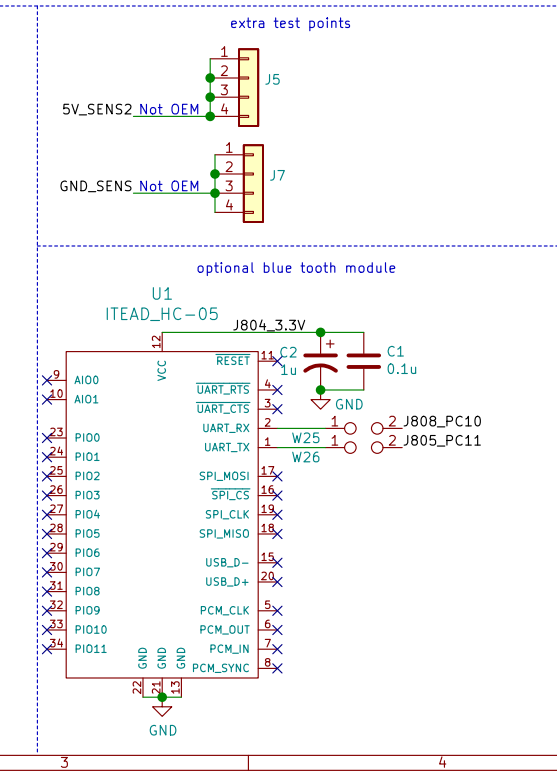 extra test points
1
2
3
4
J5
5V_SENS2 Not OEM
1
2
3
4
J7
GND_SENS Not OEM
optional blue tooth module
U1
ITEAD_HC-05
J804_3.3V
12
VCC
RESET 11
C2
1u
+
C1
0.1u
GND
9 AIO0
10 AIO1
UART_RTS 4
UART_CTS 3
UART_RX 2
W25
1 2 J808_PC10
UART_TX 1
W26
1 2 J805_PC11
23 PIO0
24 PIO1
25 PIO2
26 PIO3
27 PIO4
28 PIO5
29 PIO6
30 PIO7
31 PIO8
32 PIO9
33 PIO10
34 PIO11
SPI_MOSI 17
SPI_CS 16
SPI_CLK 19
SPI_MISO 18
USB_D- 15
USB_D+ 20
PCM_CLK 5
PCM_OUT 6
PCM_IN 7
PCM_SYNC 8
GND GND GND
22 21 13
GND
3 4